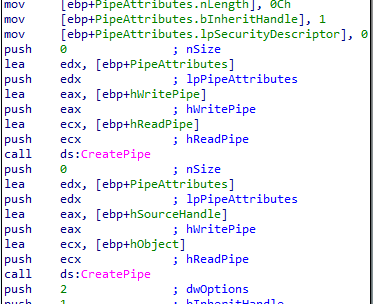 mov     [ebp+PipeAttributes.nLength], 0Ch
mov     [ebp+PipeAttributes.bInheritHandle], 1
mov     [ebp+PipeAttributes.lpSecurityDescriptor], 0
push    0               ; nSize
lea     edx, [ebp+PipeAttributes]
push    edx             ; lpPipeAttributes
lea     eax, [ebp+hWritePipe]
push    eax             ; hWritePipe
lea     ecx, [ebp+hReadPipe]
push    ecx             ; hReadPipe
call    ds:CreatePipe
push    0               ; nSize
lea     edx, [ebp+PipeAttributes]
push    edx             ; lpPipeAttributes
lea     eax, [ebp+hSourceHandle]
push    eax             ; hWritePipe
lea     ecx, [ebp+hObject]
push    ecx             ; hReadPipe
call    ds:CreatePipe
push    2               ; dwOptions
push    1               ; bInheritHandle